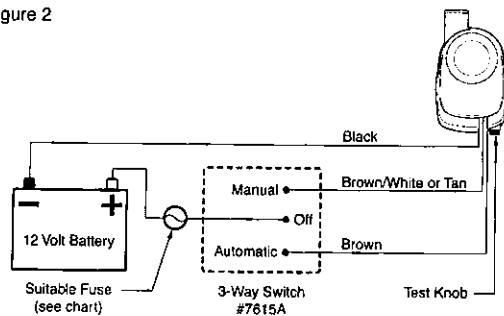 gure 2
Black
Manual
Brown/White or Tan
Off
12 Volt Battery
Automatic
Brown
Suitable Fuse
(see chart)
3-Way Switch
#7615A
Test Knob